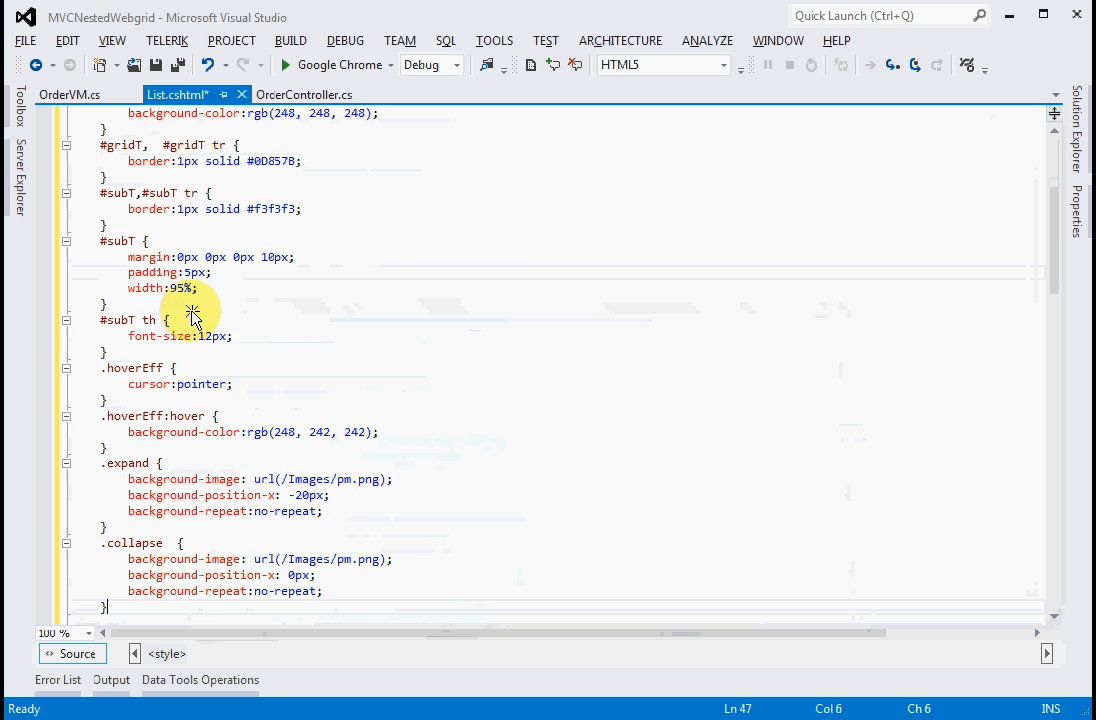 MVCNestedWebgrid - Microsoft Visual Studio
Quick Launch (Ctrl+Q)
FILE EDIT VIEW TELERIK PROJECT BUILD DEBUG TEAM SQL TOOLS TEST ARCHITECTURE ANALYZE WINDOW HELP
Google Chrome Debug HTML5
Toolbox
Server Explorer
OrderVM.cs List.cshtml* OrderController.cs
Solution Explorer
Properties
background-color:rgb(248, 248, 248);
}
#gridT, #gridT tr {
border:1px solid #0D857B;
}
#subT,#subT tr {
border:1px solid #f3f3f3;
}
#subT {
margin:0px 0px 0px 10px;
padding:5px;
width:95%;
}
#subT th {
font-size:12px;
}
.hoverEff {
cursor:pointer;
}
.hoverEff:hover {
background-color:rgb(248, 242, 242);
}
.expand {
background-image: url(/Images/pm.png);
background-position-x: -20px;
background-repeat:no-repeat;
}
.collapse {
background-image: url(/Images/pm.png);
background-position-x: 0px;
background-repeat:no-repeat;
}
100 %
Source <style>
Error List Output Data Tools Operations
Ready Ln 47 Col 6 Ch 6 INS